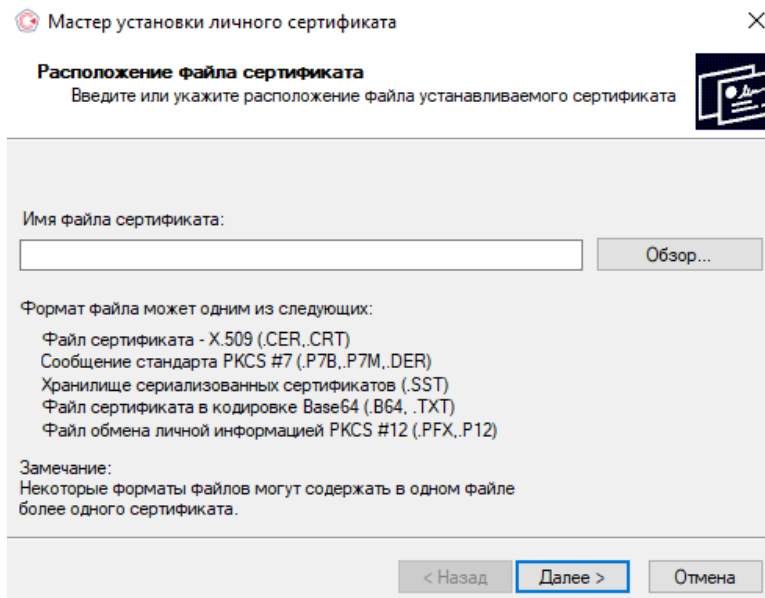 Мастер установки личного сертификата
Расположение файла сертификата
Введите или укажите расположение файла устанавливаемого сертификата
Имя файла сертификата:
Обзор...
Формат файла может одним из следующих:
Файл сертификата - X.509 (.CER,.CRT)
Сообщение стандарта PKCS #7 (.P7B,.P7M,.DER)
Хранилище сериализованных сертификатов (.SST)
Файл сертификата в кодировке Base64 (.B64, .TXT)
Файл обмена личной информацией PKCS #12 (.PFX,.P12)
Замечание:
Некоторые форматы файлов могут содержать в одном файле
более одного сертификата.
< Назад Далее > Отмена